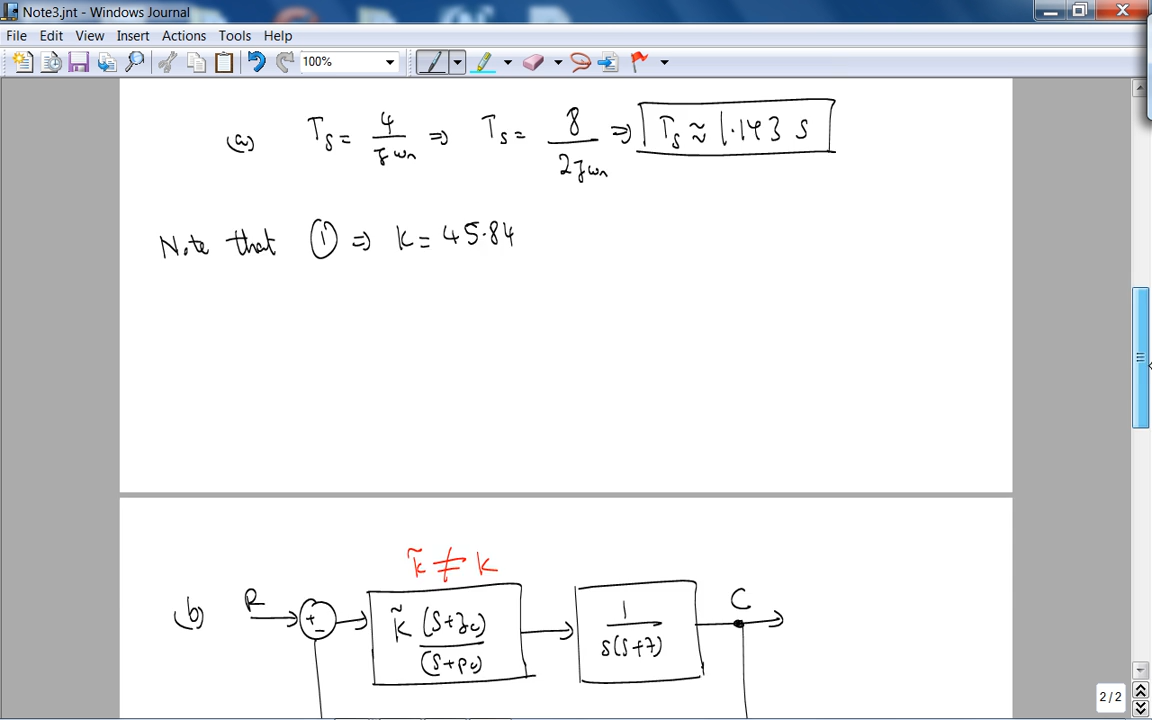 Note3.jnt - Windows Journal
File Edit View Insert Actions Tools Help
100%
(a) Ts = 4/ζωn ⇒ Ts = 8/2ζωn ⇒ Ts ≈ 1.143 s
Note that ① ⇒ K = 45.84
K̃ ≠ K
(b) R + - K̃ (S+zc)/(S+pc) 1/s(s+7) C
2/2